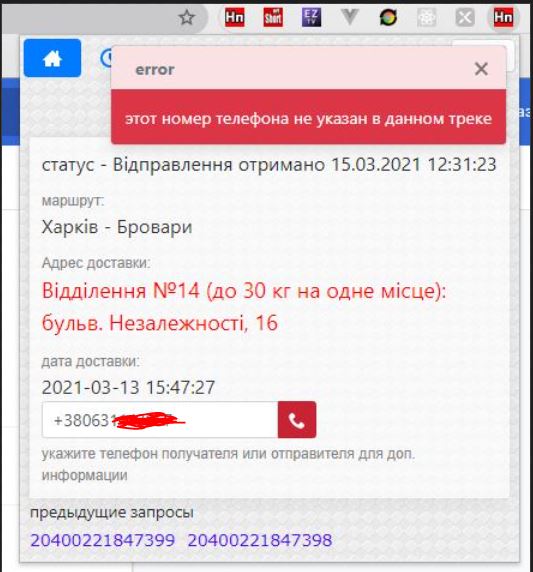 Hn
Short
EZ
TV
Hn
error
этот номер телефона не указан в данном треке
статус - Відправлення отримано 15.03.2021 12:31:23
маршрут:
Харків - Бровари
Адрес доставки:
Відділення №14 (до 30 кг на одне місце):
бульв. Незалежності, 16
дата доставки:
2021-03-13 15:47:27
+38063
укажите телефон получателя или отправителя для доп.
информации
предыдущие запросы
20400221847399 20400221847398